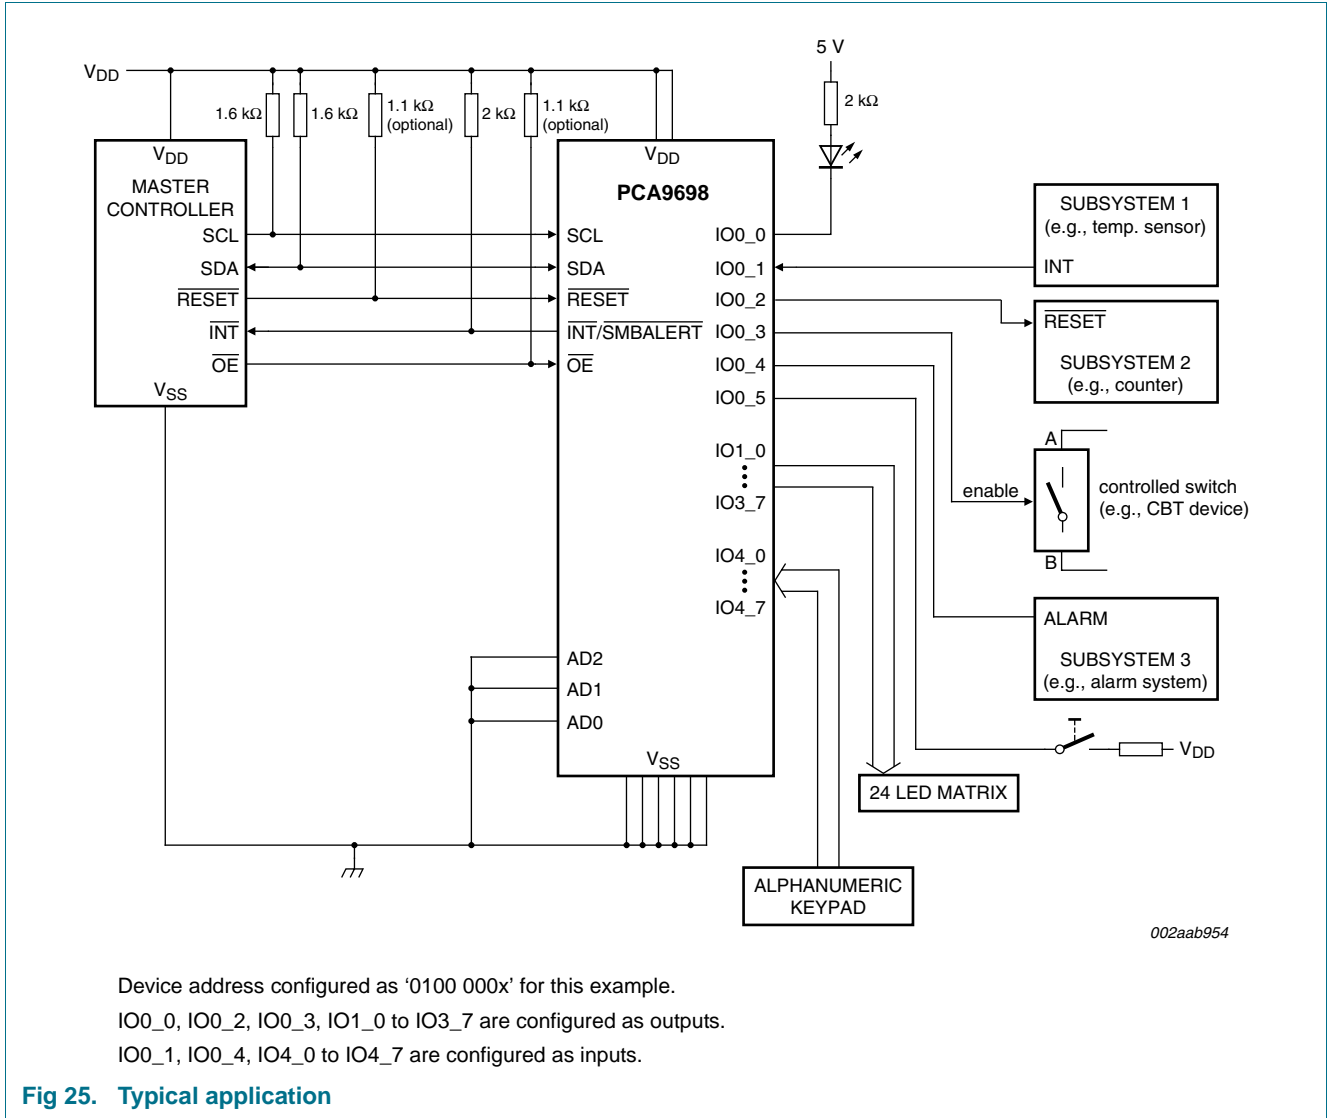 5 V
2 kΩ
VDD
1.6 kΩ
1.6 kΩ
1.1 kΩ
(optional)
2 kΩ
1.1 kΩ
(optional)
VDD
MASTER
CONTROLLER
SCL
SDA
RESET
INT
OE
VSS
VDD
PCA9698
SCL
SDA
RESET
INT/SMBALERT
OE
AD2
AD1
AD0
VSS
IO0_0
IO0_1
IO0_2
IO0_3
IO0_4
IO0_5
IO1_0
IO3_7
IO4_0
IO4_7
SUBSYSTEM 1
(e.g., temp. sensor)
INT
RESET
SUBSYSTEM 2
(e.g., counter)
A
enable
controlled switch
(e.g., CBT device)
B
ALARM
SUBSYSTEM 3
(e.g., alarm system)
VDD
24 LED MATRIX
ALPHANUMERIC
KEYPAD
002aab954
Device address configured as ‘0100 000x’ for this example.
IO0_0, IO0_2, IO0_3, IO1_0 to IO3_7 are configured as outputs.
IO0_1, IO0_4, IO4_0 to IO4_7 are configured as inputs.
Fig 25. Typical application